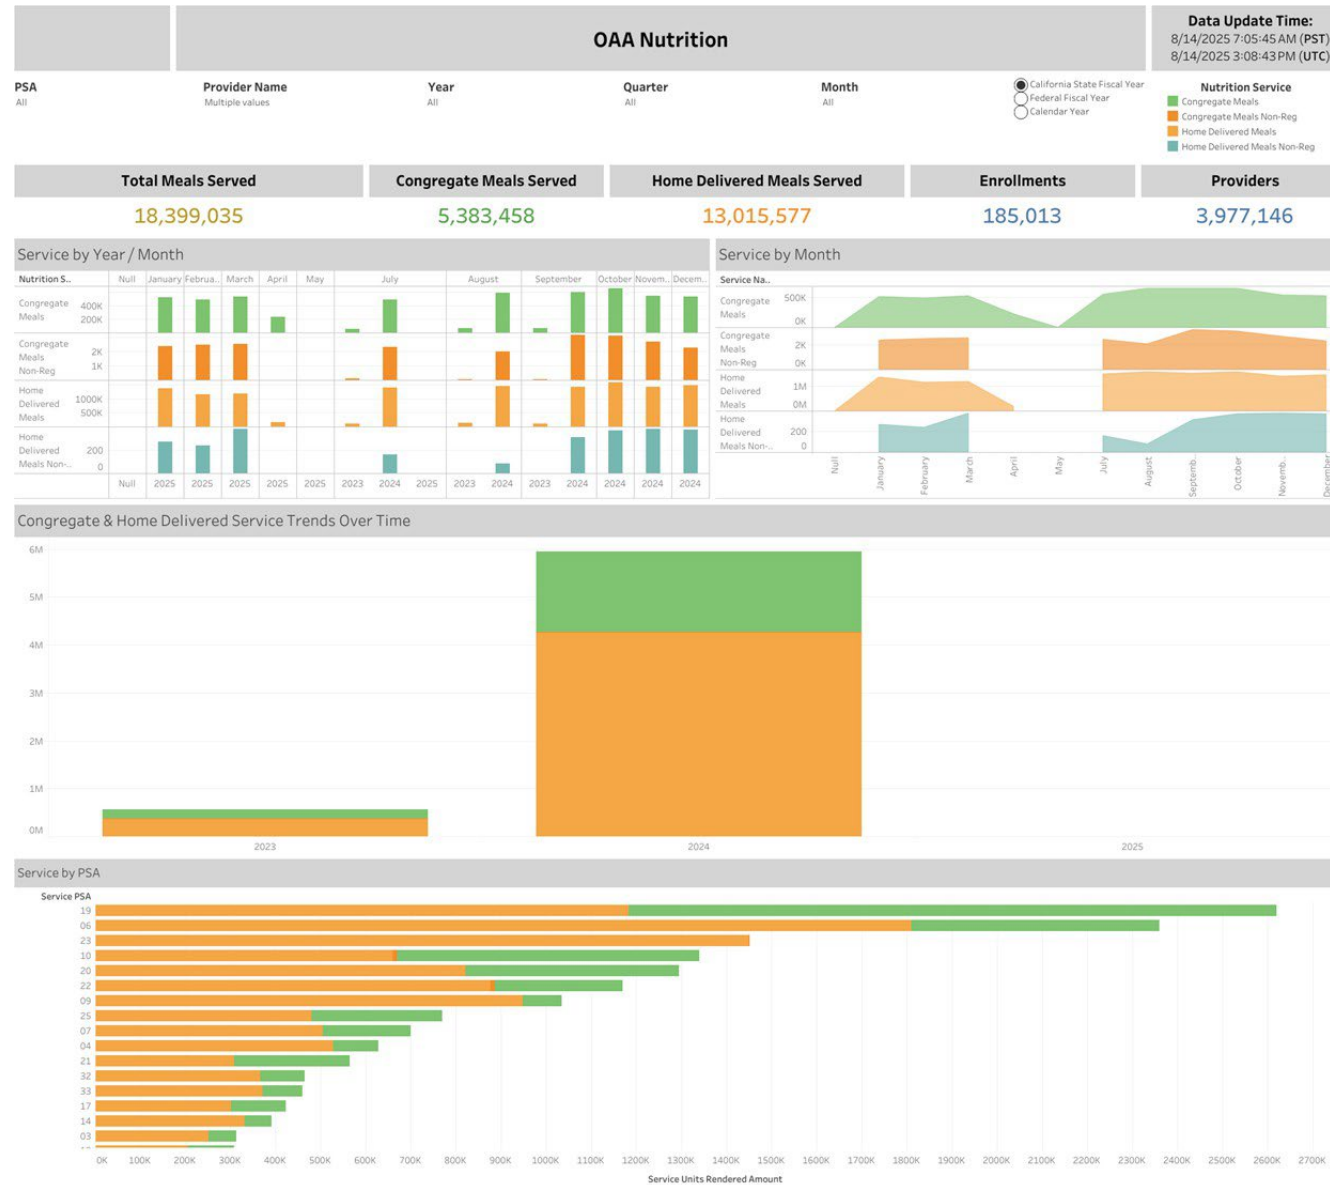 OAA Nutrition
Data Update Time:
8/14/2025 7:05:45 AM (PST)
8/14/2025 3:08:43 PM (UTC)
PSA
All
Provider Name
Multiple values
Year
All
Quarter
All
Month
All
California State Fiscal Year
Federal Fiscal Year
Calendar Year
Nutrition Service
Congregate Meals
Congregate Meals Non-Reg
Home Delivered Meals
Home Delivered Meals Non-Reg
Total Meals Served
18,399,035
Congregate Meals Served
5,383,458
Home Delivered Meals Served
13,015,577
Enrollments
185,013
Providers
3,977,146
Service by Year / Month
Nutrition S.. Null January Februa.. March April May July August September October Novem.. Decem..
Congregate
Meals
400K
200K
Congregate
Meals
Non-Reg
2K
1K
Home
Delivered
Meals
1000K
500K
Home
Delivered
Meals Non-..
200
0
Null 2025 2025 2025 2025 2025 2023 2024 2025 2023 2024 2023 2024 2024 2024 2024
Service by Month
Service Na..
Congregate
Meals
500K
0K
Congregate
Meals
Non-Reg
2K
0K
Home
Delivered
Meals
1M
0M
Home
Delivered
Meals Non-..
200
0
Null
January
February
March
April
May
July
August
Septemb..
October
Novemb..
December
Congregate & Home Delivered Service Trends Over Time
6M
5M
4M
3M
2M
1M
0M
2023 2024 2025
Service by PSA
Service PSA
19
06
23
10
20
22
09
25
07
04
21
32
33
17
14
03
0K 100K 200K 300K 400K 500K 600K 700K 800K 900K 1000K 1100K 1200K 1300K 1400K 1500K 1600K 1700K 1800K 1900K 2000K 2100K 2200K 2300K 2400K 2500K 2600K 2700K
Service Units Rendered Amount